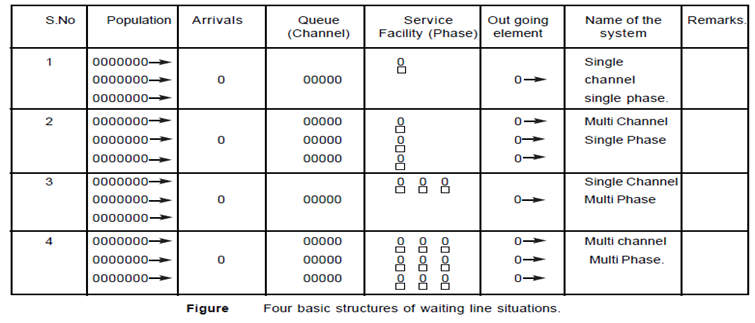 S.No Population Arrivals Queue Service Out going Name of the Remarks.
(Channel) Facility (Phase) element system
1 0000000 0 Single
0000000 0 00000 0 channel
0000000 single phase.
2 0000000 00000 0 0 Multi Channel
0000000 0 00000 0 0 Single Phase
0000000 00000 0 0
3 0000000 0 0 0 Single Channel
0000000 0 00000 0 Multi Phase
0000000
4 0000000 00000 0 0 0 0 Multi channel
0000000 0 00000 0 0 0 0 Multi Phase.
0000000 00000 0 0 0 0
Figure Four basic structures of waiting line situations.